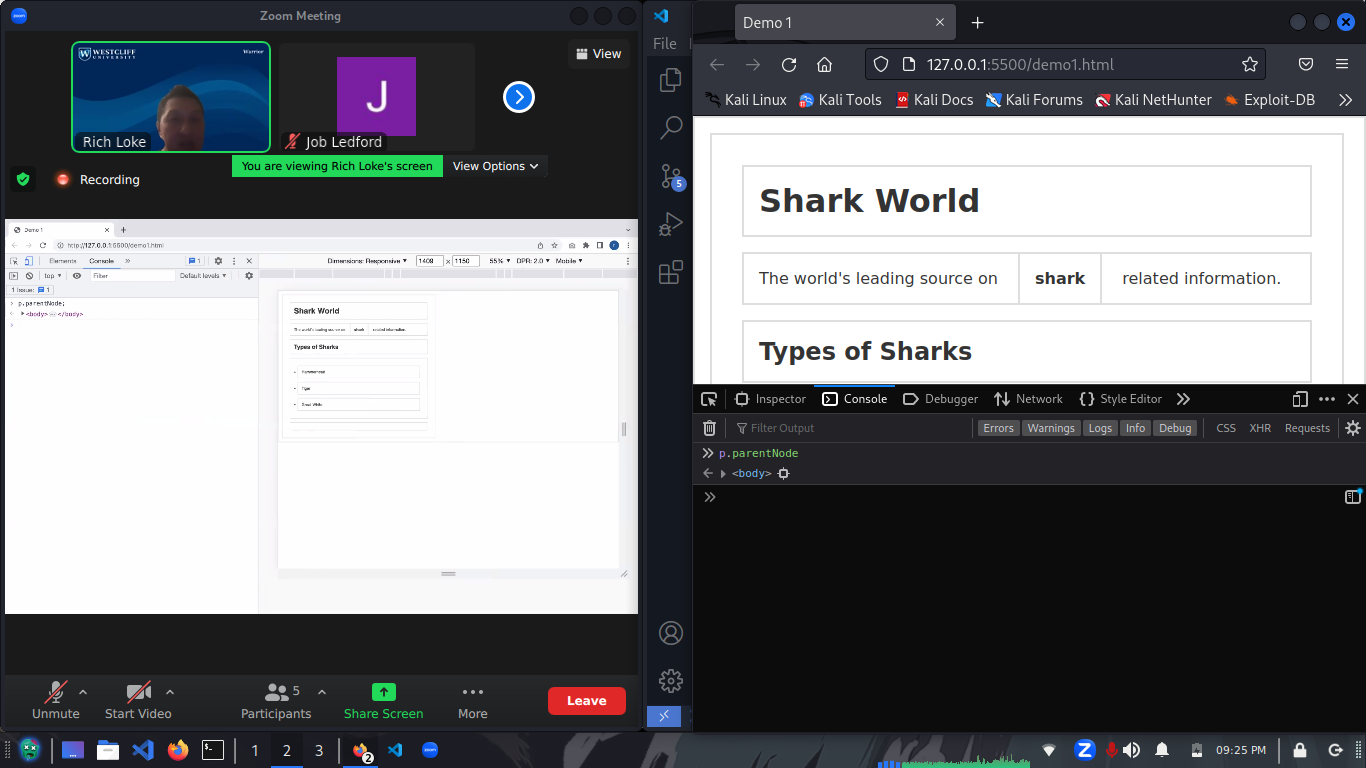 zoom
Zoom Meeting
WESTCLIFF
UNIVERSITY
Warrior
Rich Loke
J
Job Ledford
View
You are viewing Rich Loke's screen
View Options
Recording
Demo 1
http://127.0.0.1:5500/demo1.html
Elements
Console
1
top
Filter
Default levels
1 Issue: 1
p.parentNode;
<body> </body>
Dimensions: Responsive
1409 x 1150
55%
DPR: 2.0
Mobile
Shark World
The world's leading source on shark related information.
Types of Sharks
Hammerhead
Tiger
Great White
Unmute
Start Video
5
Participants
Share Screen
More
Leave
File
5
Demo 1
127.0.0.1:5500/demo1.html
Kali Linux
Kali Tools
Kali Docs
Kali Forums
Kali NetHunter
Exploit-DB
Shark World
The world's leading source on shark related information.
Types of Sharks
Inspector
Console
Debugger
Network
Style Editor
Filter Output
Errors
Warnings
Logs
Info
Debug
CSS
XHR
Requests
p.parentNode
<body>
1
2
3
2
zoom
09:25 PM